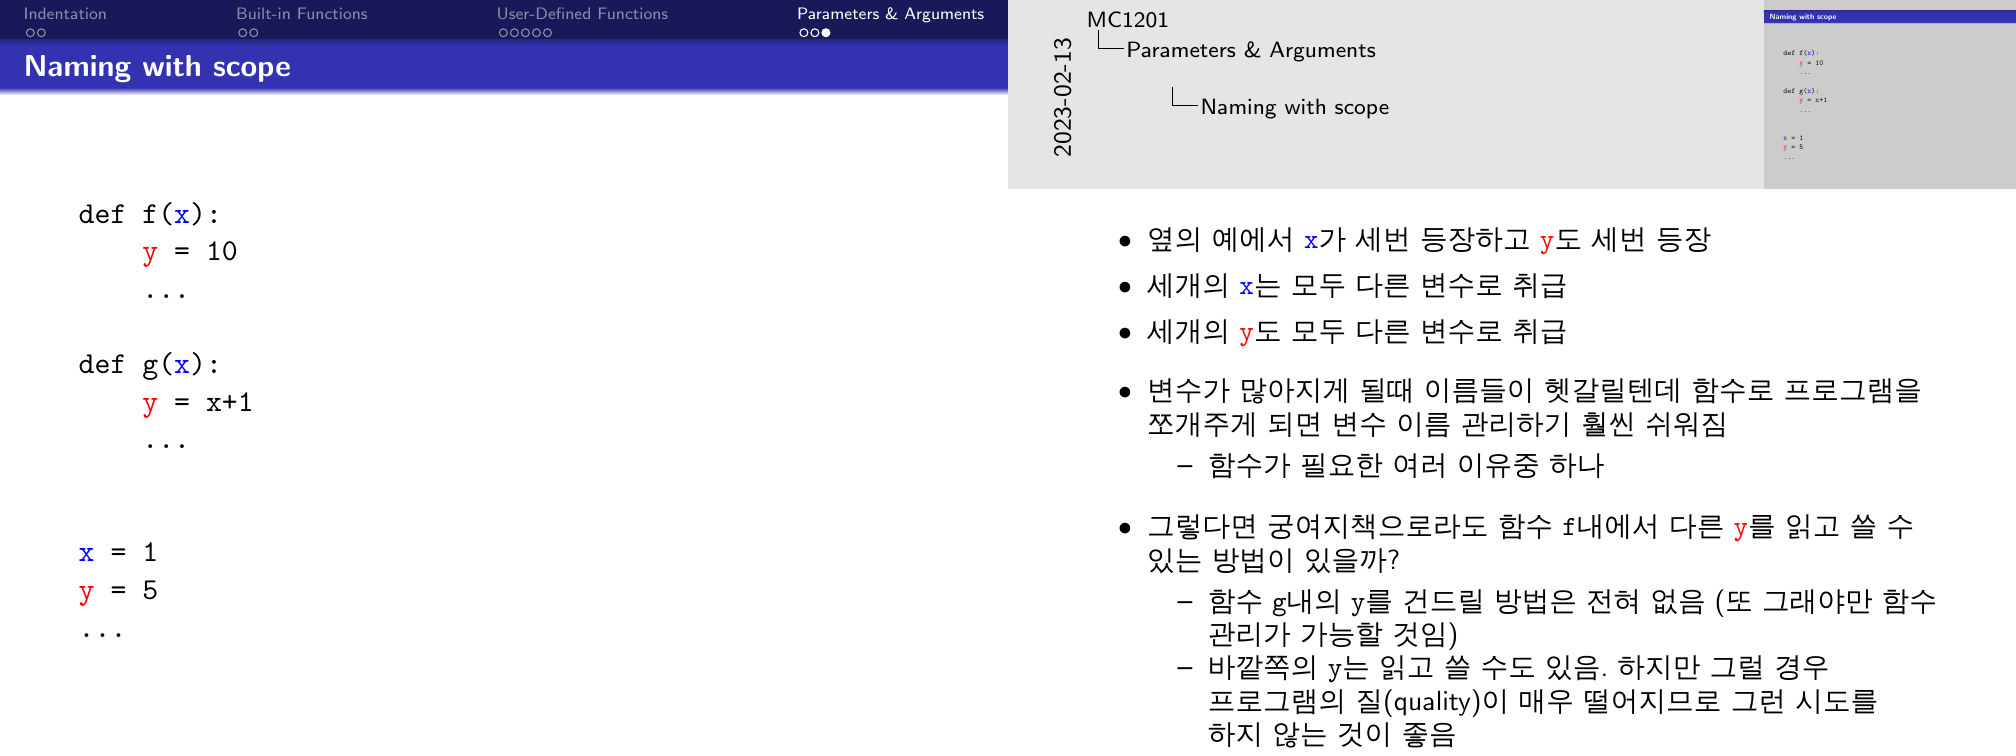 Indentation
Built-in Functions
User-Defined Functions
Parameters & Arguments
Naming with scope
def f(x):
y = 10
...
def g(x):
y = x+1
...
x = 1
y = 5
...
2023-02-13
MC1201
Parameters & Arguments
Naming with scope
Naming with scope
def f(x):
y = 10
...
def g(x):
y = x+1
...
x = 1
y = 5
...
• 옆의 예에서 x가 세번 등장하고 y도 세번 등장
• 세개의 x는 모두 다른 변수로 취급
• 세개의 y도 모두 다른 변수로 취급
• 변수가 많아지게 될때 이름들이 헷갈릴텐데 함수로 프로그램을
쪼개주게 되면 변수 이름 관리하기 훨씬 쉬워짐
– 함수가 필요한 여러 이유중 하나
• 그렇다면 궁여지책으로라도 함수 f내에서 다른 y를 읽고 쓸 수
있는 방법이 있을까?
– 함수 g내의 y를 건드릴 방법은 전혀 없음 (또 그래야만 함수
관리가 가능할 것임)
– 바깥쪽의 y는 읽고 쓸 수도 있음. 하지만 그럴 경우
프로그램의 질(quality)이 매우 떨어지므로 그런 시도를
하지 않는 것이 좋음